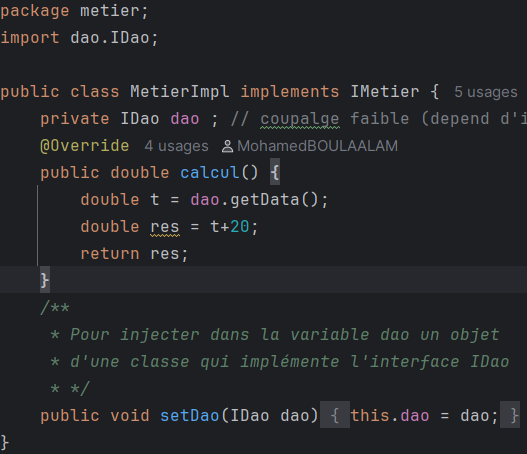 package metier;
import dao.IDao;
public class MetierImpl implements IMetier { 5 usages
private IDao dao ; // coupalge faible (depend d'i
@Override 4 usages MohamedBOULAALAM
public double calcul() {
double t = dao.getData();
double res = t+20;
return res;
}
/**
* Pour injecter dans la variable dao un objet
* d'une classe qui implémente l'interface IDao
* */
public void setDao(IDao dao) { this.dao = dao; }
}